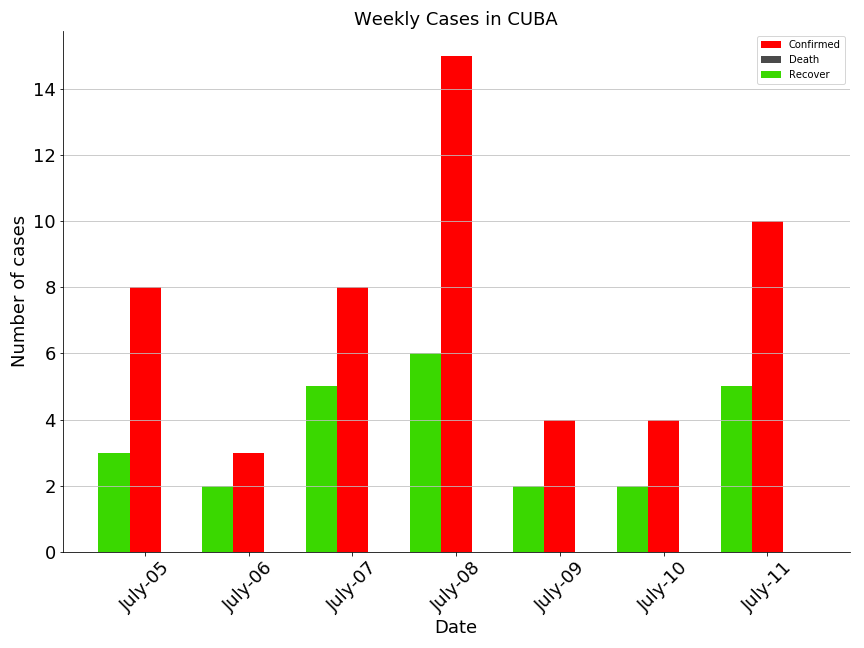 Weekly Cases in CUBA
Confirmed
Death
Recover
Number of cases
14
12
10
8
6
4
2
0
July-05
July-06
July-07
July-08
July-09
July-10
July-11
Date